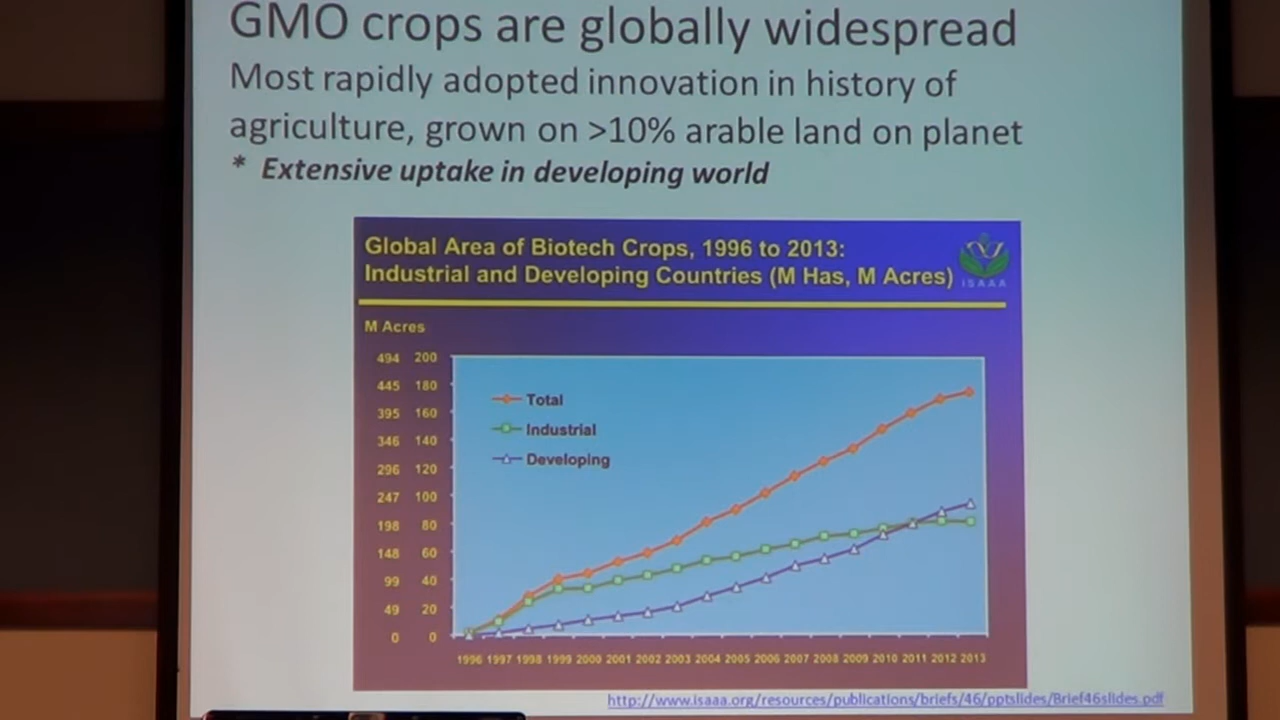 GMO crops are globally widespread
Most rapidly adopted innovation in history of
agriculture, grown on >10% arable land on planet
* Extensive uptake in developing world
Global Area of Biotech Crops, 1996 to 2013:
Industrial and Developing Countries (M Has, M Acres)
ISAAA
M Acres
494 200
445 180
395 160
346 140
296 120
247 100
198 80
148 60
99 40
49 20
0 0
Total
Industrial
Developing
1996 1997 1998 1999 2000 2001 2002 2003 2004 2005 2006 2007 2008 2009 2010 2011 2012 2013
http://www.isaaa.org/resources/publications/briefs/46/pptslides/Brief46slides.pdf